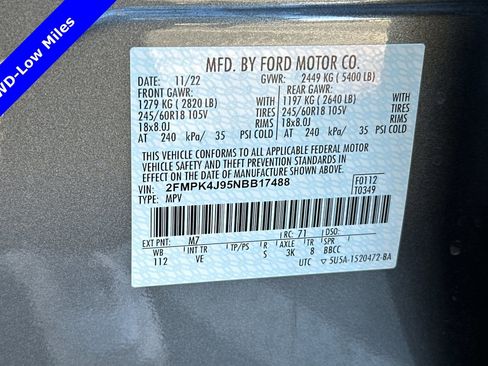 WD-Low Miles
MFD. BY FORD MOTOR CO.
DATE: 11/22 GVWR: 2449 KG ( 5400 LB)
FRONT GAWR: REAR GAWR:
1279 KG ( 2820 LB) WITH 1197 KG ( 2640 LB) WITH
245/60R18 105V TIRES 245/60R18 105V TIRES
18x8.0J RIMS 18x8.0J RIMS
AT 240 kPa/ 35 PSI COLD AT 240 kPa/ 35 PSI COLD
THIS VEHICLE CONFORMS TO ALL APPLICABLE FEDERAL MOTOR
VEHICLE SAFETY AND THEFT PREVENTION STANDARDS IN
EFFECT ON THE DATE OF MANUFACTURE SHOWN ABOVE.
VIN: 2FMPK4J95NBB17488 F0112
TYPE: MPV T0349
EXT PNT: M7 RC: 71 DSO:
WB INT TR TP/PS R AXLE TR SPR
112 VE S 3K 8 BBCC
UTC ▽ 5U5A-1520472-BA